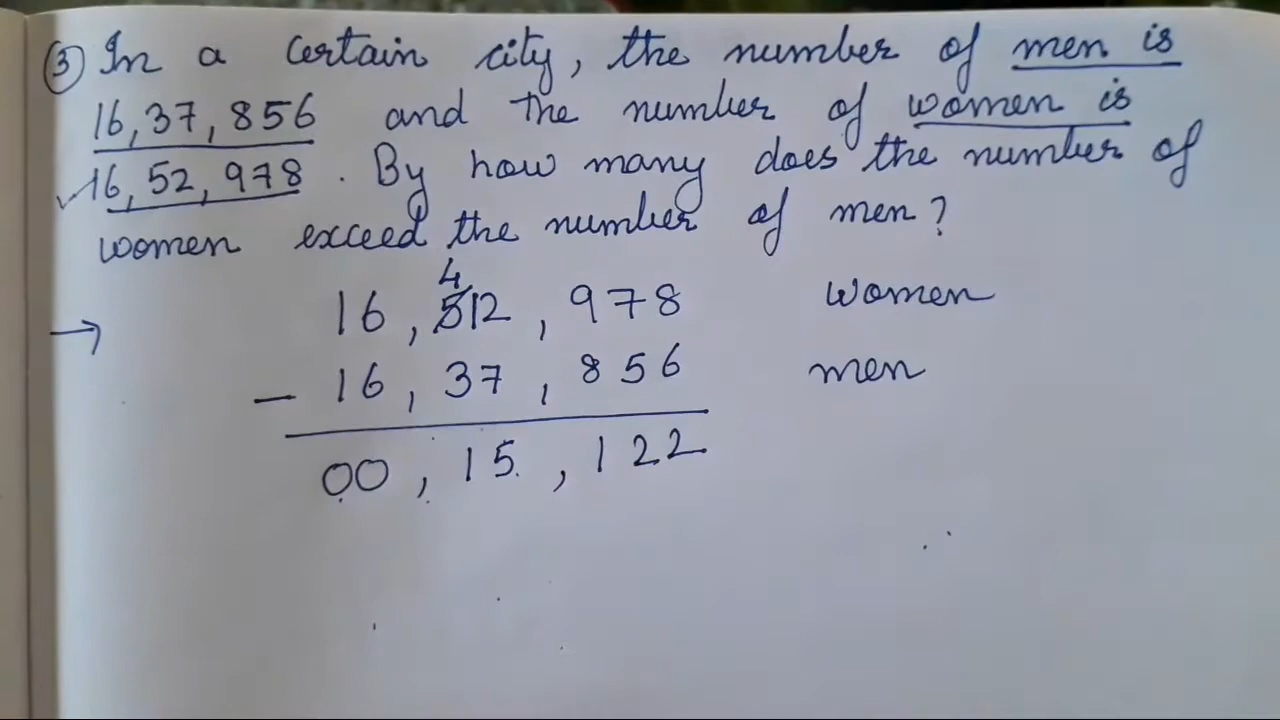 3 In a certain city, the number of men is
16,37,856 and the number of women is
✓16,52,978. By how many does the number of
women exceed the number of men?
4
→ 16,512,978 women
- 16,37,856 men
00,15,122